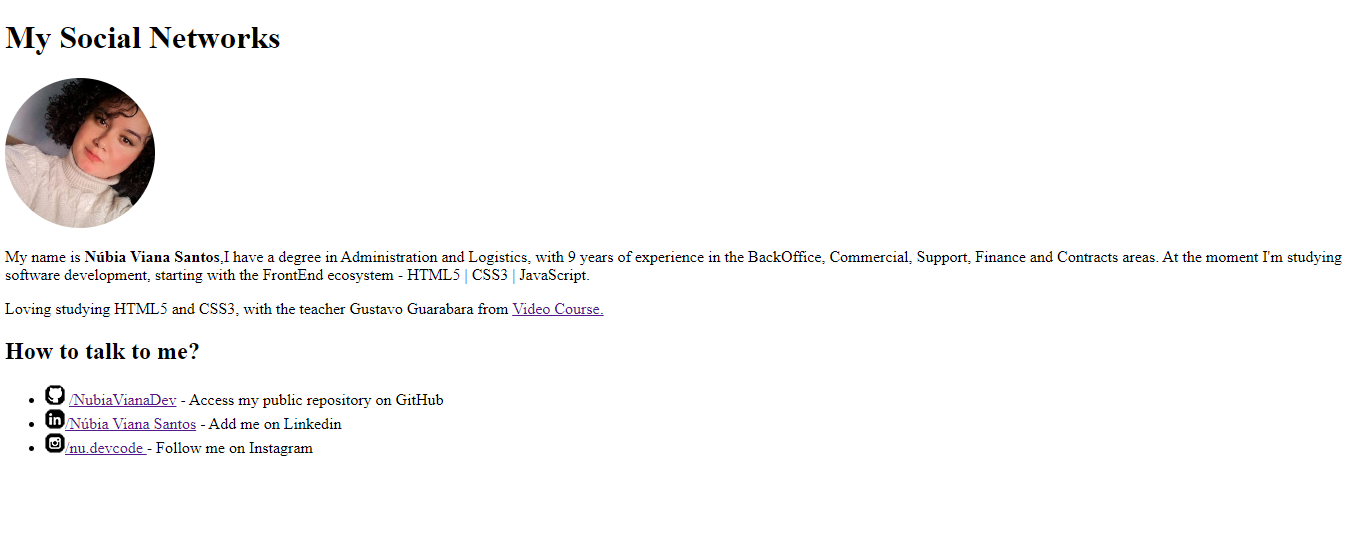 My Social Networks
My name is Núbia Viana Santos,I have a degree in Administration and Logistics, with 9 years of experience in the BackOffice, Commercial, Support, Finance and Contracts areas. At the moment I'm studying
software development, starting with the FrontEnd ecosystem - HTML5 | CSS3 | JavaScript.
Loving studying HTML5 and CSS3, with the teacher Gustavo Guarabara from Video Course.
How to talk to me?
/NubiaVianaDev - Access my public repository on GitHub
/Núbia Viana Santos - Add me on Linkedin
/nu.devcode - Follow me on Instagram